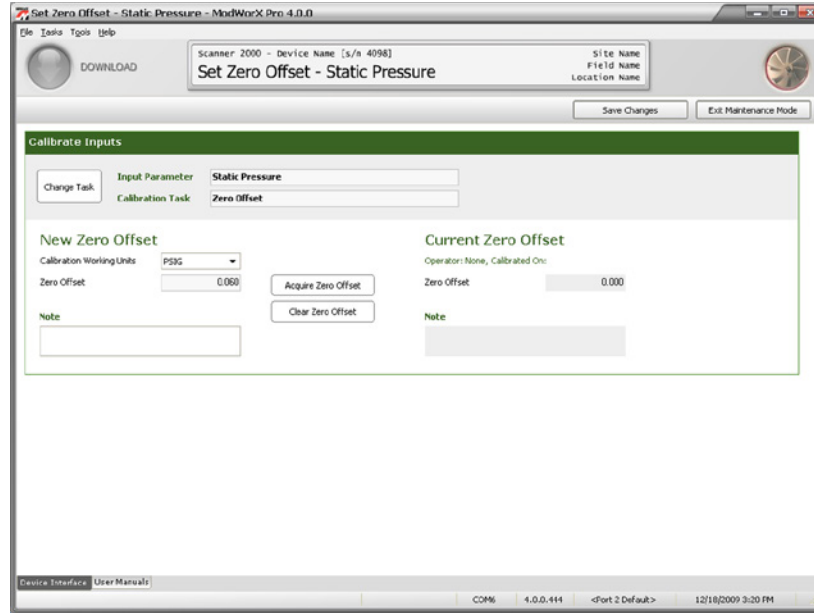 Set Zero Offset - Static Pressure - ModWorX Pro 4.0.0
File Tasks Tools Help
DOWNLOAD
Scanner 2000 - Device Name [s/n 4098]
Set Zero Offset - Static Pressure
Site Name
Field Name
Location Name
Save Changes
Exit Maintenance Mode
Calibrate Inputs
Change Task
Input Parameter Static Pressure
Calibration Task Zero Offset
New Zero Offset
Calibration Working Units PSIG
Zero Offset 0.060
Acquire Zero Offset
Clear Zero Offset
Note
Current Zero Offset
Operator: None, Calibrated On:
Zero Offset 0.000
Note
Device Interface User Manuals
COM6 4.0.0.444 <Port 2 Default> 12/18/2009 3:20 PM